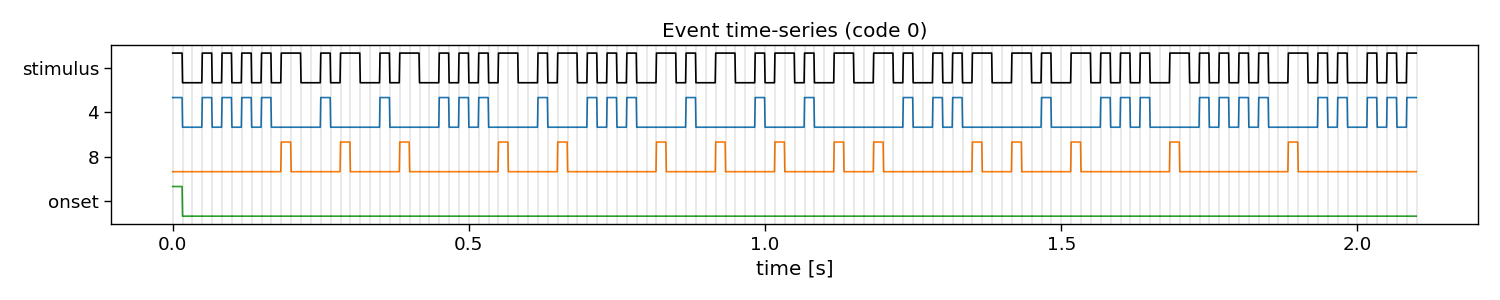 Event time-series (code 0)
stimulus
4
8
onset
0.0 0.5 1.0 1.5 2.0
time [s]